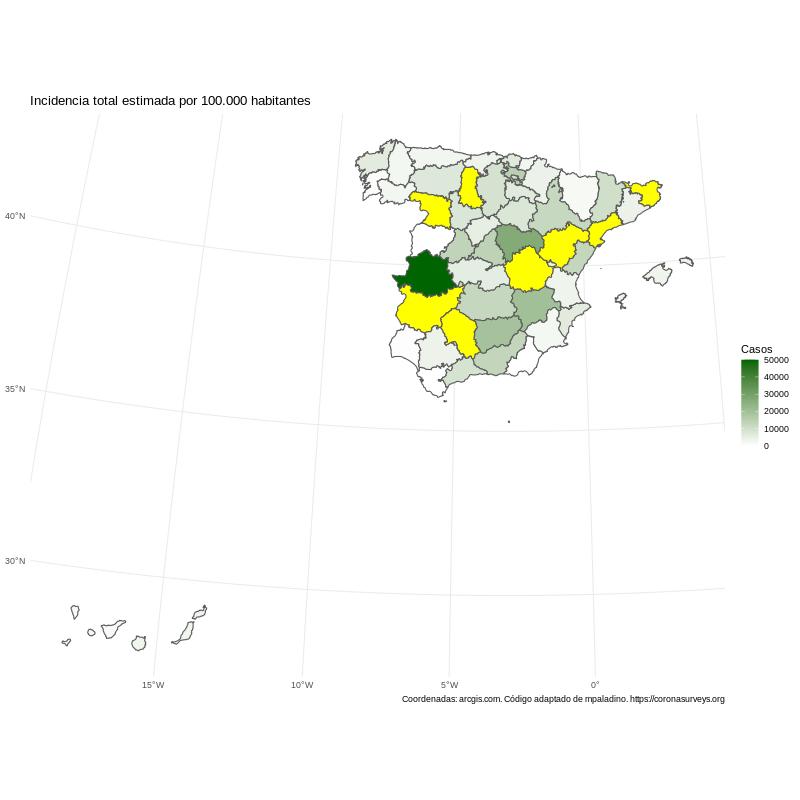 Incidencia total estimada por 100.000 habitantes
40°N
35°N
30°N
15°W
10°W
5°W
0°
Casos
50000
40000
30000
20000
10000
0
Coordenadas: arcgis.com. Código adaptado de mpaladino. https://coronasurveys.org